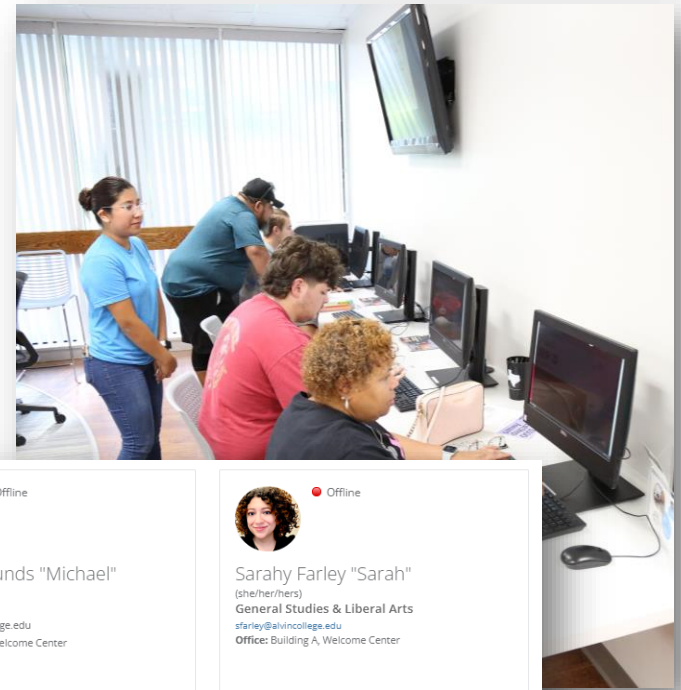 Offline
unds "Michael"
ge.edu
elcome Center
Offline
Sarahy Farley "Sarah"
(she/her/hers)
General Studies & Liberal Arts
sfarley@alvincollege.edu
Office: Building A, Welcome Center